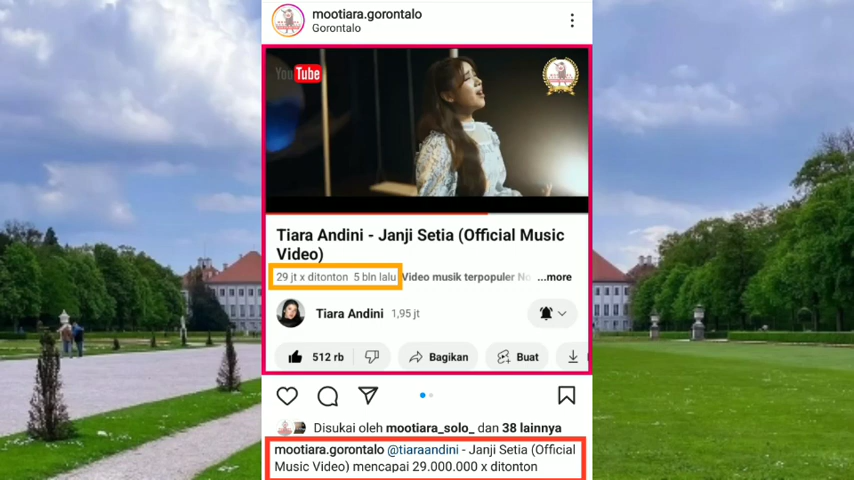 mootiara.gorontalo
Gorontalo
YouTube
Tiara Andini - Janji Setia (Official Music
Video)
29 jt x ditonton 5 bln lalu Video musik terpopuler No ...more
Tiara Andini 1,95 jt
512 rb Bagikan Buat
Disukai oleh mootiara_solo_ dan 38 lainnya
mootiara.gorontalo @tiaraandini - Janji Setia (Official
Music Video) mencapai 29.000.000 x ditonton